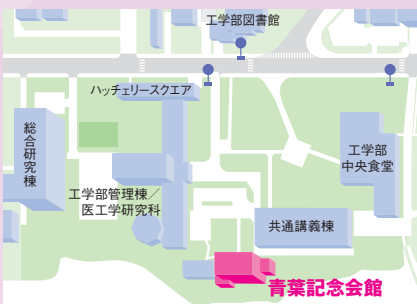 工学部図書館
ハッチェリースクエア
総合研究棟
工学部
中央食堂
工学部管理棟／
医工学研究科
共通講義棟
青葉記念会館